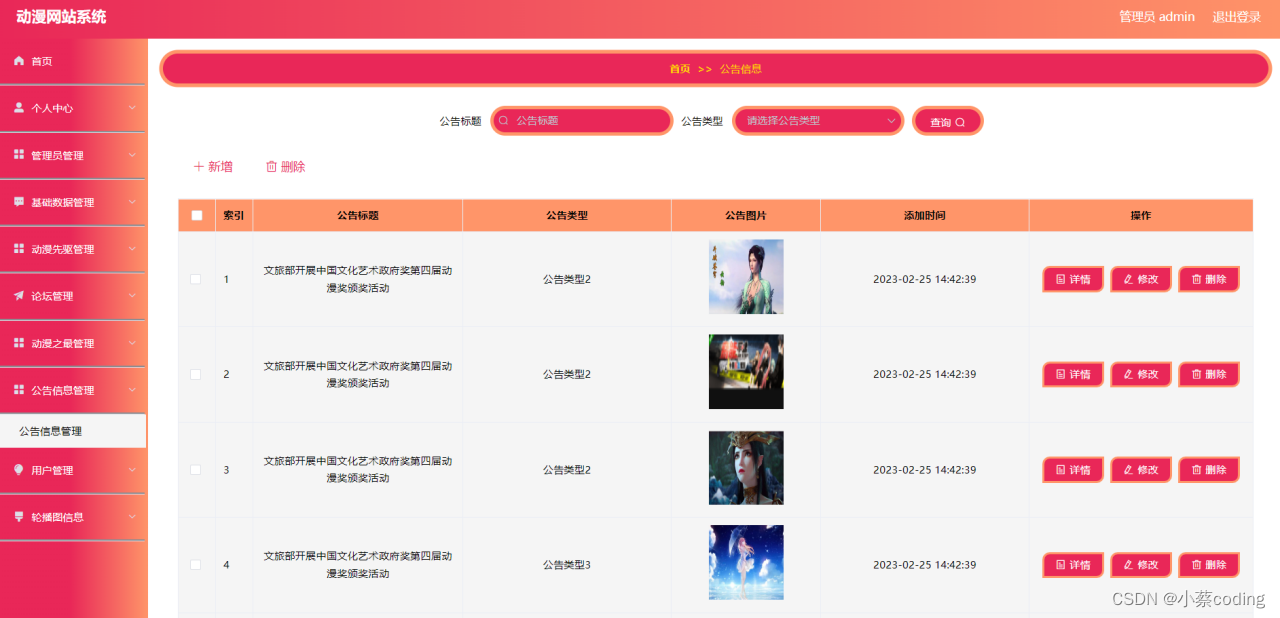 动漫网站系统
管理员 admin 退出登录
首页
个人中心
管理员管理
基础数据管理
动漫先驱管理
论坛管理
动漫之最管理
公告信息管理
公告信息管理
用户管理
轮播图信息
首页 >> 公告信息
公告标题 公告标题 公告类型 请选择公告类型 查询
新增 删除
索引 公告标题 公告类型 公告图片 添加时间 操作
1 文旅部开展中国文化艺术政府奖第四届动 公告类型2 2023-02-25 14:42:39 详情 修改 删除
漫奖颁奖活动
2 文旅部开展中国文化艺术政府奖第四届动 公告类型2 2023-02-25 14:42:39 详情 修改 删除
漫奖颁奖活动
3 文旅部开展中国文化艺术政府奖第四届动 公告类型2 2023-02-25 14:42:39 详情 修改 删除
漫奖颁奖活动
4 文旅部开展中国文化艺术政府奖第四届动 公告类型3 2023-02-25 14:42:39 详情 修改 删除
漫奖颁奖活动
CSDN @小蔡coding